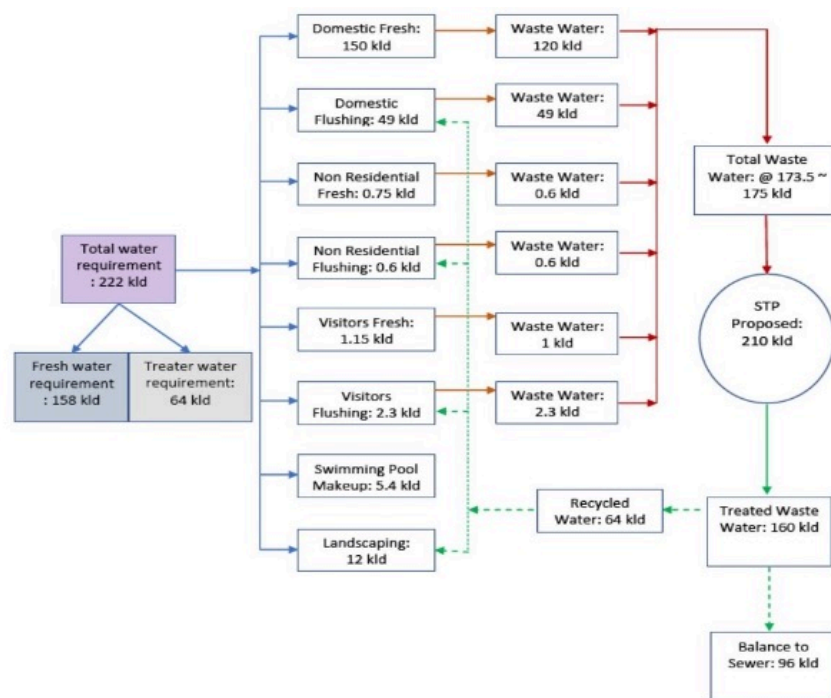 Domestic Fresh:
150 kld
Waste Water:
120 kld
Domestic
Flushing: 49 kld
Waste Water:
49 kld
Total Waste
Water: @ 173.5 ~
175 kld
Non Residential
Fresh: 0.75 kld
Waste Water:
0.6 kld
Total water
requirement
: 222 kld
Non Residential
Flushing: 0.6 kld
Waste Water:
0.6 kld
STP
Proposed:
210 kld
Visitors Fresh:
1.15 kld
Waste Water:
1 kld
Fresh water
requirement
: 158 kld
Treater water
requirement:
64 kld
Visitors
Flushing: 2.3 kld
Waste Water:
2.3 kld
Swimming Pool
Makeup: 5.4 kld
Recycled
Water: 64 kld
Treated Waste
Water: 160 kld
Landscaping:
12 kld
Balance to
Sewer: 96 kld